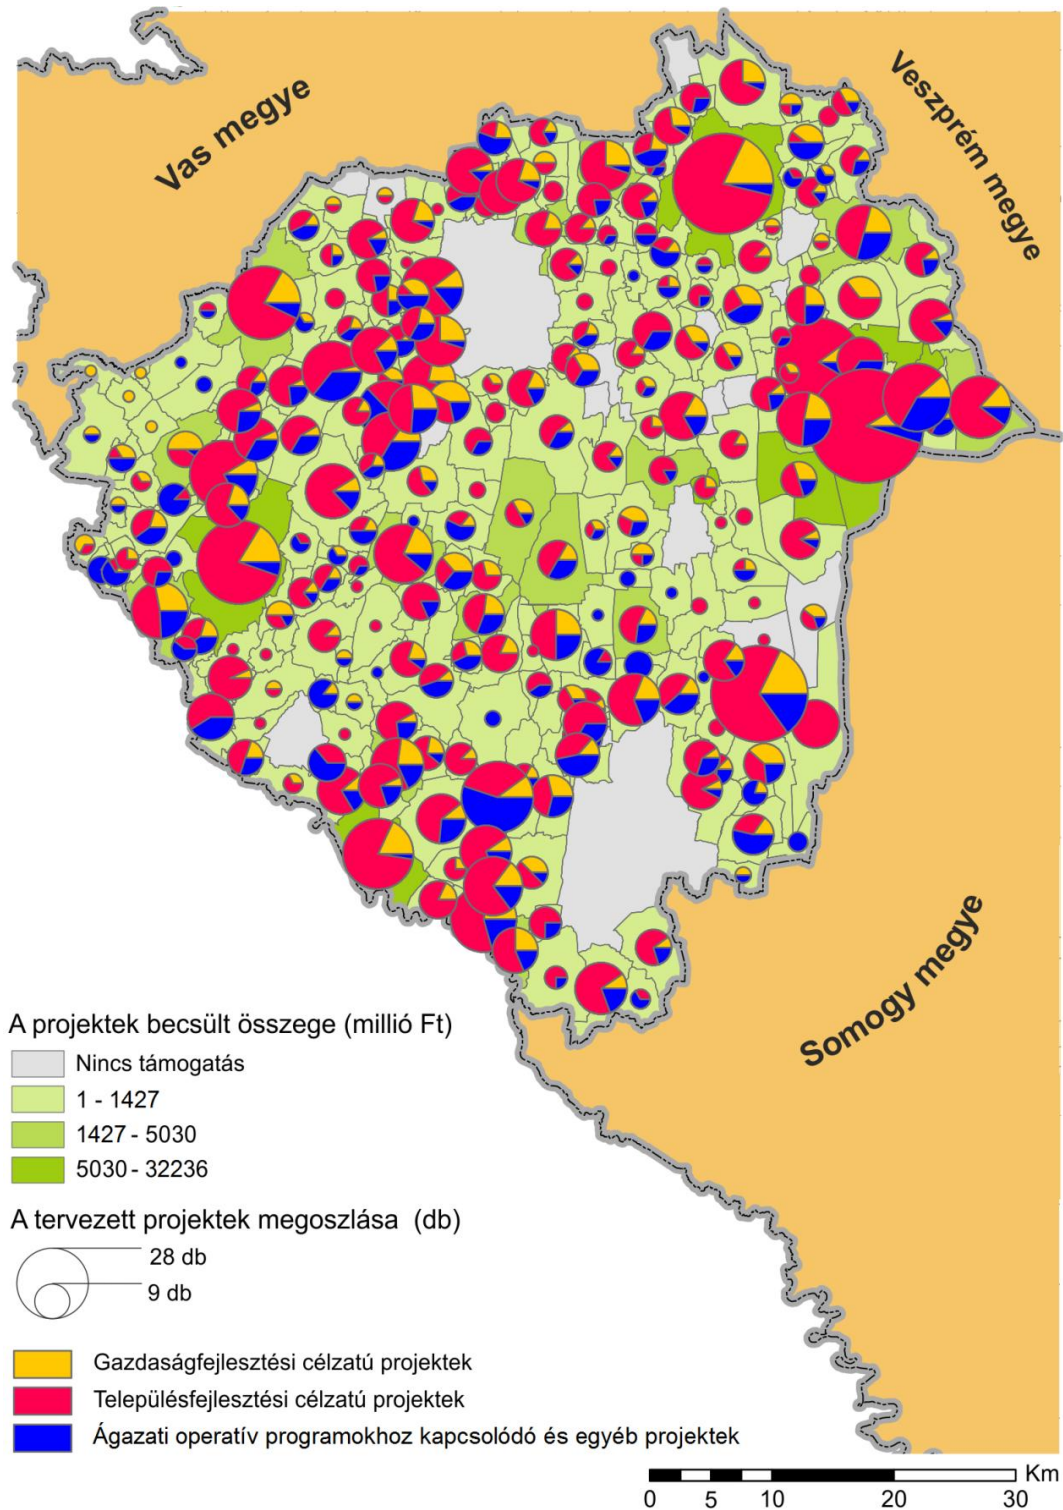 Vas megye
Veszprém megye
Somogy megye
A projektek becsült összege (millió Ft)
Nincs támogatás
1 - 1427
1427 - 5030
5030 - 32236
A tervezett projektek megoszlása (db)
28 db
9 db
Gazdaságfejlesztési célzatú projektek
Településfejlesztési célzatú projektek
Ágazati operatív programokhoz kapcsolódó és egyéb projektek
Km
0 5 10 20 30